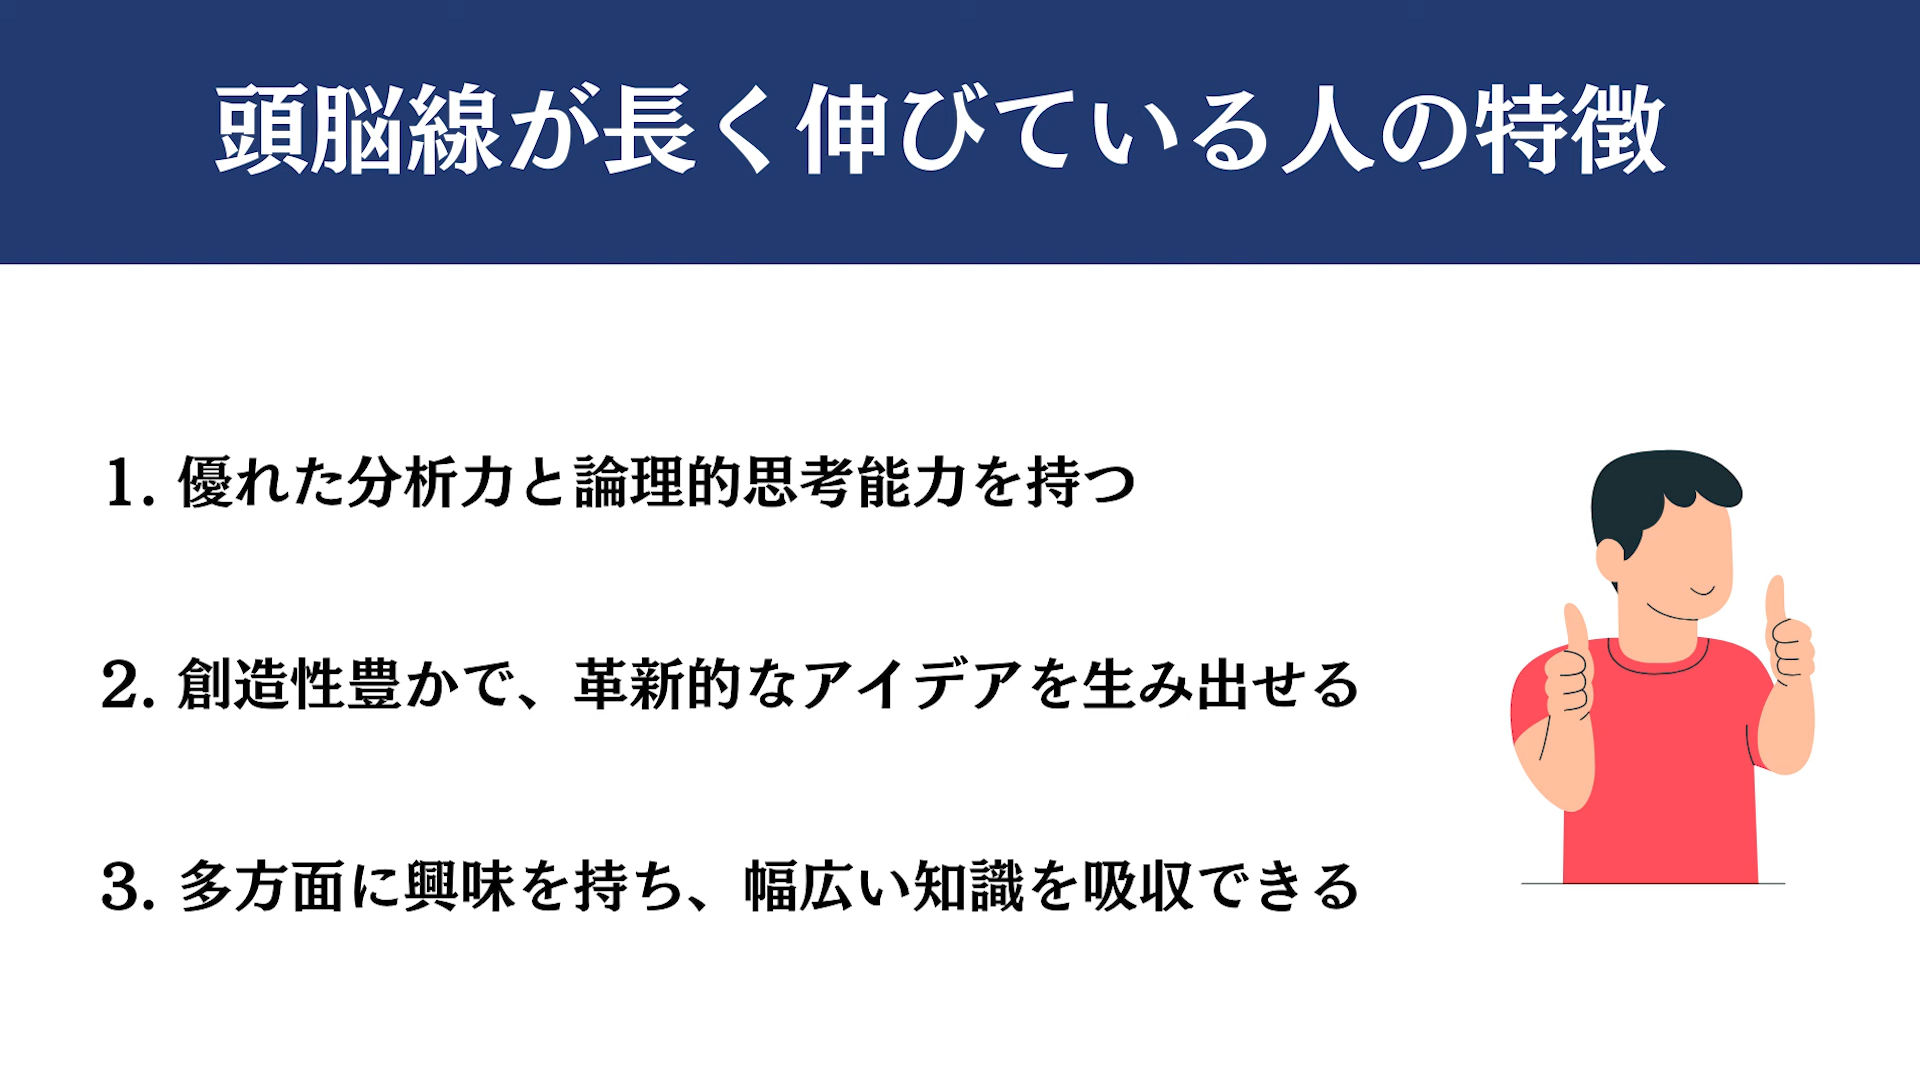 頭脳線が長く伸びている人の特徴
1. 優れた分析力と論理的思考能力を持つ
2. 創造性豊かで、革新的なアイデアを生み出せる
3. 多方面に興味を持ち、幅広い知識を吸収できる